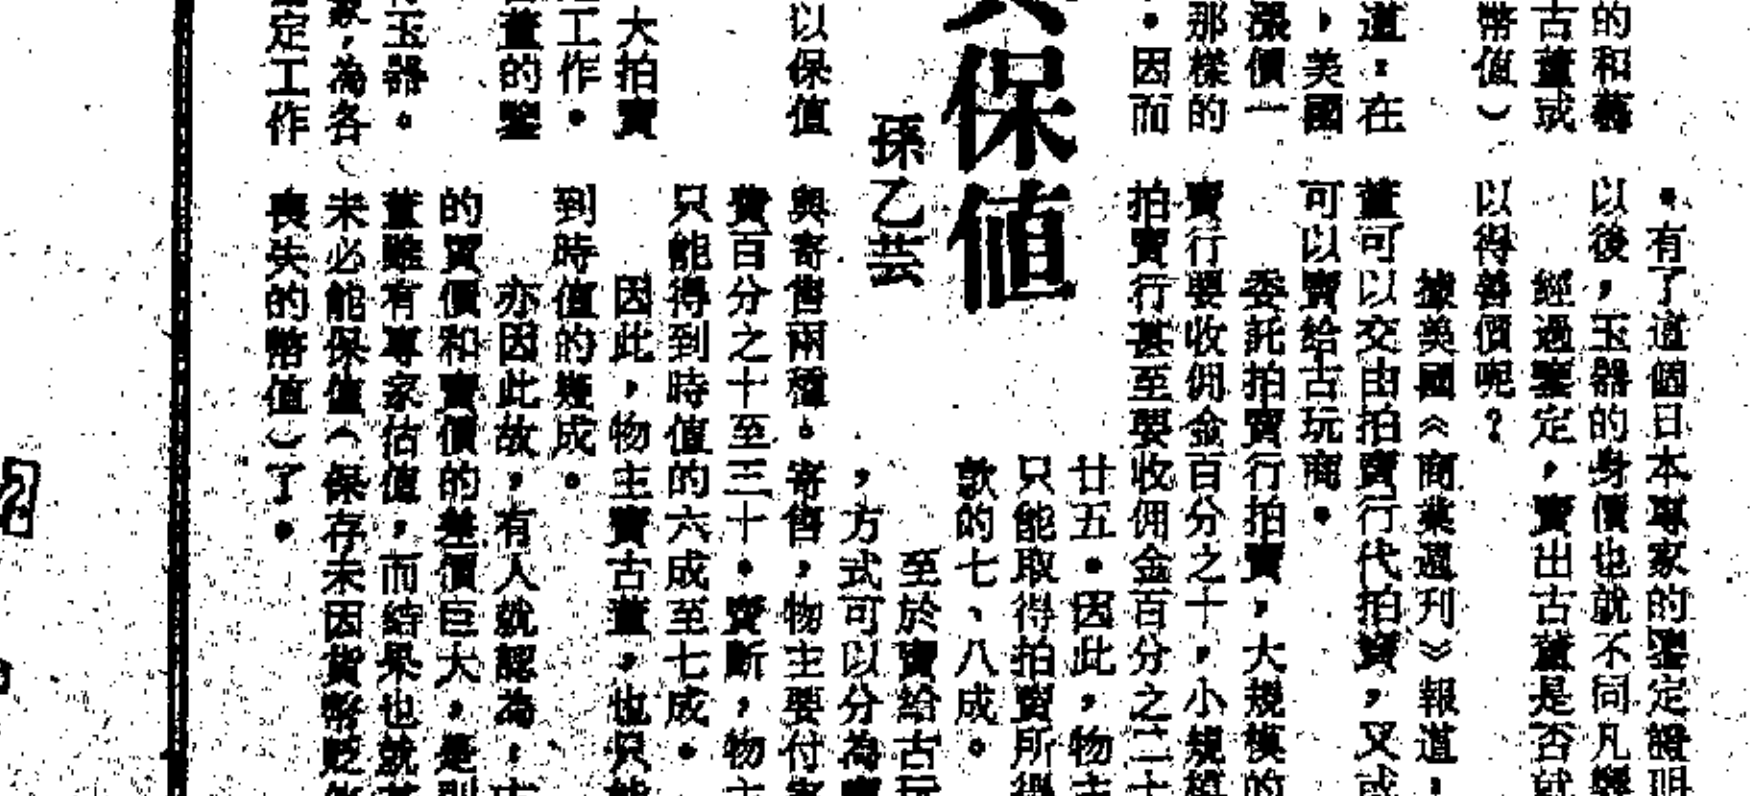 的和藝
古董或
幣值）
道：在
，美國
漲價一
那樣的
。因而
保值
孫乙芸
以保值
大拍賣
工作。
董的鑒
玉器。
，為各
定工作
。有了這個日本專家的鑒定證明
以後，玉器的身價也就不同凡響
經過鑒定，賣出古董是否就
以得善價呢？
據美國《商業週刊》報道：
董可以交由拍賣行代拍賣，又或
可以賣給古玩商。
委託拍賣行拍賣，大規模的
賣行要收佣金百分之十，小規模
拍賣行甚至要收佣金百分之二十
廿五。因此，物主
只能取得拍賣所得
款的七、八成。
至於賣給古玩
，方式可以分為賣
與寄售兩種。寄售，物主要付寄
費百分之十至三十。賣斷，物主
只能得到時值的六成至七成。
因此，物主賣古董，也只能
到時值的幾成。
亦因此故，有人就認為，古
的買價和賣價的差價巨大，是則
董雖有專家估值，而結果也就
未必能保值（保存未因貨幣貶值
喪失的幣值）了。